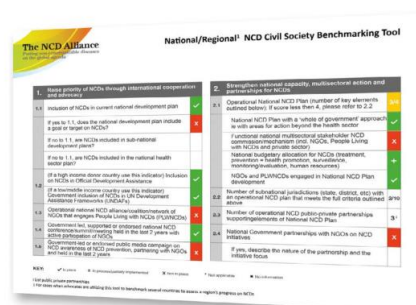 The NCD Alliance
National/Regional¹ NCD Civil Society Benchmarking Tool
1. Raise priority of NCDs through international cooperation
and advocacy
1.1 Inclusion of NCDs in current national development plan
If yes to 1.1, does the national development plan include
a goal or target on NCDs?
If no to 1.1, are NCDs included in sub-national
development plans?
If no to 1.1, are NCDs included in the national health
sector plan?
1.2
(if a high income donor country use this indicator) Inclusion
on NCDs in Official Development Assistance
(if a low/middle income country use this indicator)
Government inclusion of NCDs in UN Development
Assistance Frameworks (UNDAFs)
1.3 Operational national NCD alliance/coalition/network of
NGOs that engages People Living with NCDs (PLWNCDs)
1.4 Government led, supported or endorsed national NCD
conference/summit/meeting held in the last 2 years with
active participation of NGOs
1.5 Government-led or endorsed public media campaign on
NCD awareness of NCD prevention, partnering with NGOs
and held in the last 2 years
2. Strengthen national capacity, multisectoral action and
partnerships for NCDs
2.1 Operational National NCD Plan (number of key elements
outlined below). If score less then 4, please refer to 2.2
National NCD Plan with a 'whole of government' approach
ie with areas for action beyond the health sector
Functional national multistakeholder NCD
commission/mechanism (incl. NGOs, People Living
with NCDs and private sector) for NCDs
National budgetary allocation for NCDs (treatment,
prevention = health promotion, surveillance,
monitoring/evaluation, human resources)
NGOs and PLWNCDs engaged in National NCD Plan
development
2.2 Number of subnational jurisdictions (state, district, etc) with
an operational NCD plan that meets the full criteria outlined
above
2.3 Number of operational NCD public-private partnerships
supporting elements of National NCD Plan
2.4 National Government partnerships with NGOs on NCD
initiatives
If yes, describe the nature of the partnership and the
initiative focus
KEY: